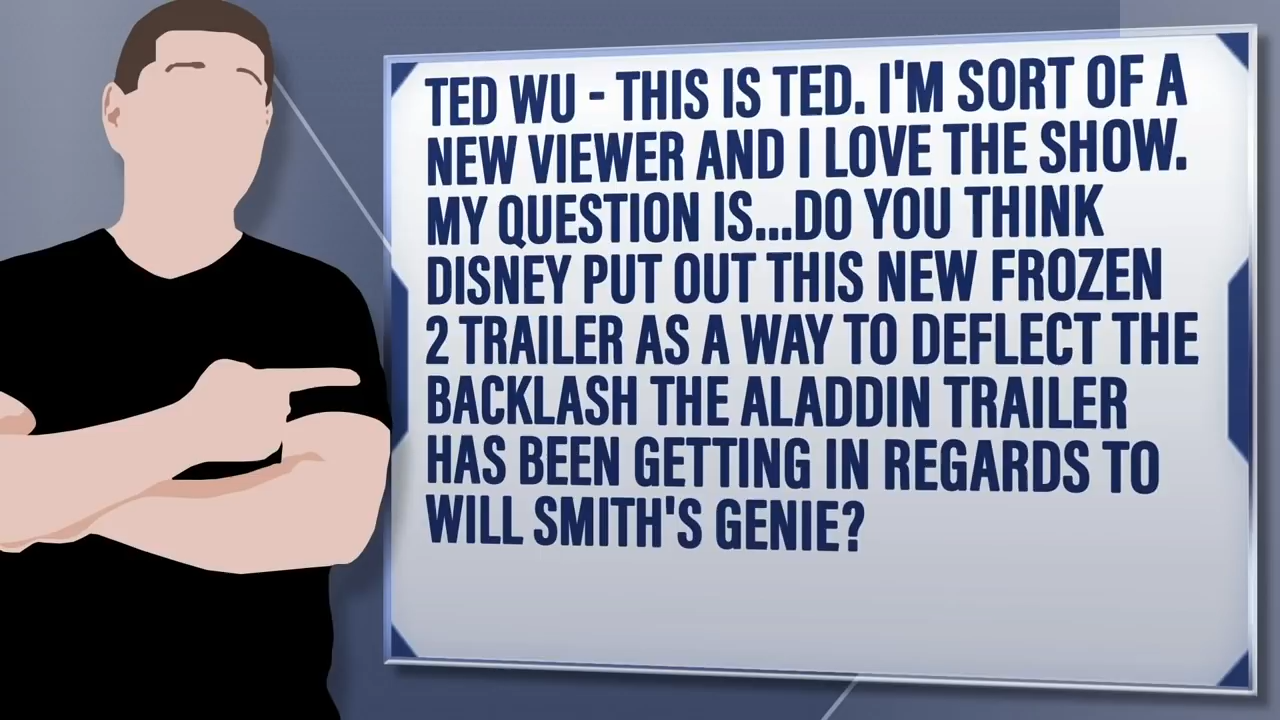 TED WU - THIS IS TED. I'M SORT OF A
NEW VIEWER AND I LOVE THE SHOW.
MY QUESTION IS...DO YOU THINK
DISNEY PUT OUT THIS NEW FROZEN
2 TRAILER AS A WAY TO DEFLECT THE
BACKLASH THE ALADDIN TRAILER
HAS BEEN GETTING IN REGARDS TO
WILL SMITH'S GENIE?